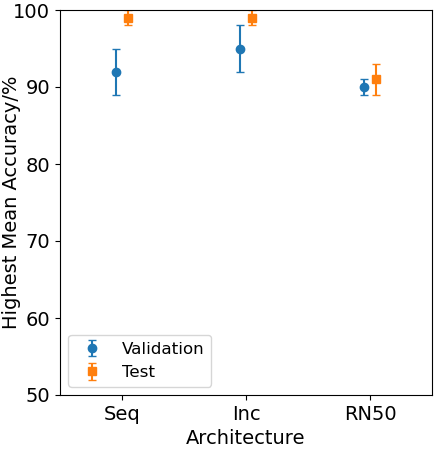 Highest Mean Accuracy/%
100
90
80
70
60
50
Validation
Test
Seq Inc RN50
Architecture